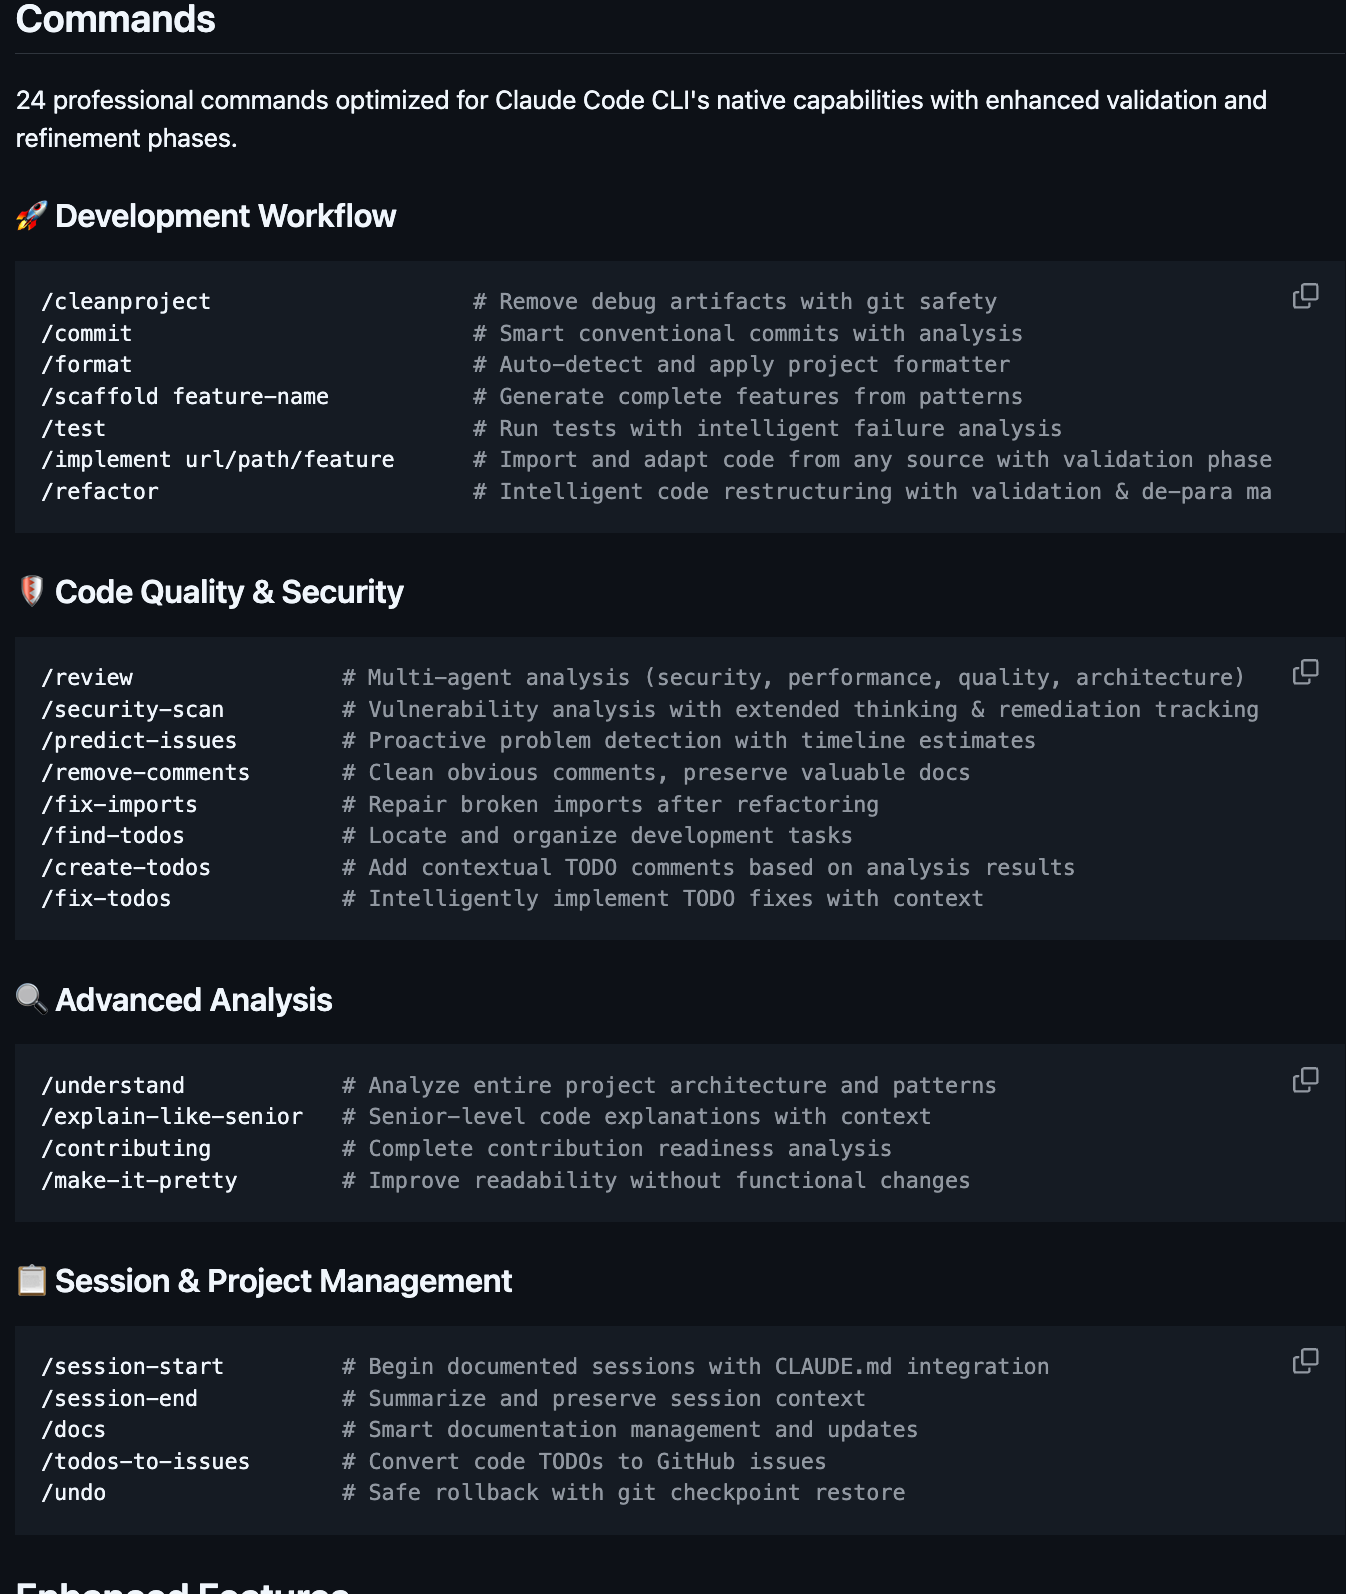 Commands
24 professional commands optimized for Claude Code CLI's native capabilities with enhanced validation and
refinement phases.
🚀 Development Workflow
/cleanproject # Remove debug artifacts with git safety
/commit # Smart conventional commits with analysis
/format # Auto-detect and apply project formatter
/scaffold feature-name # Generate complete features from patterns
/test # Run tests with intelligent failure analysis
/implement url/path/feature # Import and adapt code from any source with validation phase
/refactor # Intelligent code restructuring with validation & de-para ma
🛡️ Code Quality & Security
/review # Multi-agent analysis (security, performance, quality, architecture)
/security-scan # Vulnerability analysis with extended thinking & remediation tracking
/predict-issues # Proactive problem detection with timeline estimates
/remove-comments # Clean obvious comments, preserve valuable docs
/fix-imports # Repair broken imports after refactoring
/find-todos # Locate and organize development tasks
/create-todos # Add contextual TODO comments based on analysis results
/fix-todos # Intelligently implement TODO fixes with context
🔍 Advanced Analysis
/understand # Analyze entire project architecture and patterns
/explain-like-senior # Senior-level code explanations with context
/contributing # Complete contribution readiness analysis
/make-it-pretty # Improve readability without functional changes
📋 Session & Project Management
/session-start # Begin documented sessions with CLAUDE.md integration
/session-end # Summarize and preserve session context
/docs # Smart documentation management and updates
/todos-to-issues # Convert code TODOs to GitHub issues
/undo # Safe rollback with git checkpoint restore
Enhanced Features